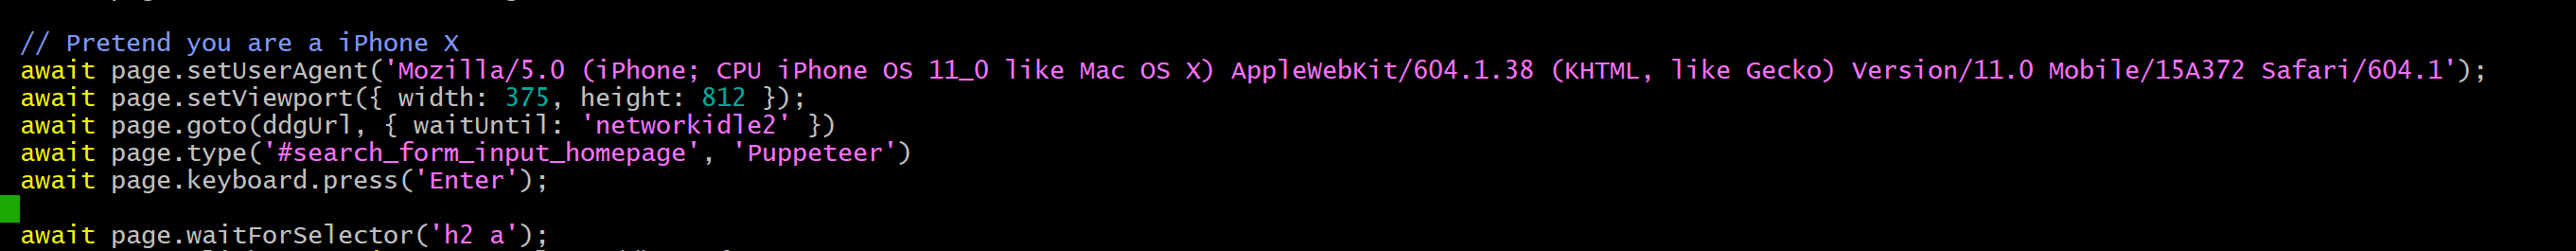 // Pretend you are a iPhone X
await page.setUserAgent('Mozilla/5.0 (iPhone; CPU iPhone OS 11_0 like Mac OS X) AppleWebKit/604.1.38 (KHTML, like Gecko) Version/11.0 Mobile/15A372 Safari/604.1');
await page.setViewport({ width: 375, height: 812 });
await page.goto(ddgUrl, { waitUntil: 'networkidle2' })
await page.type('#search_form_input_homepage', 'Puppeteer')
await page.keyboard.press('Enter');
await page.waitForSelector('h2 a');